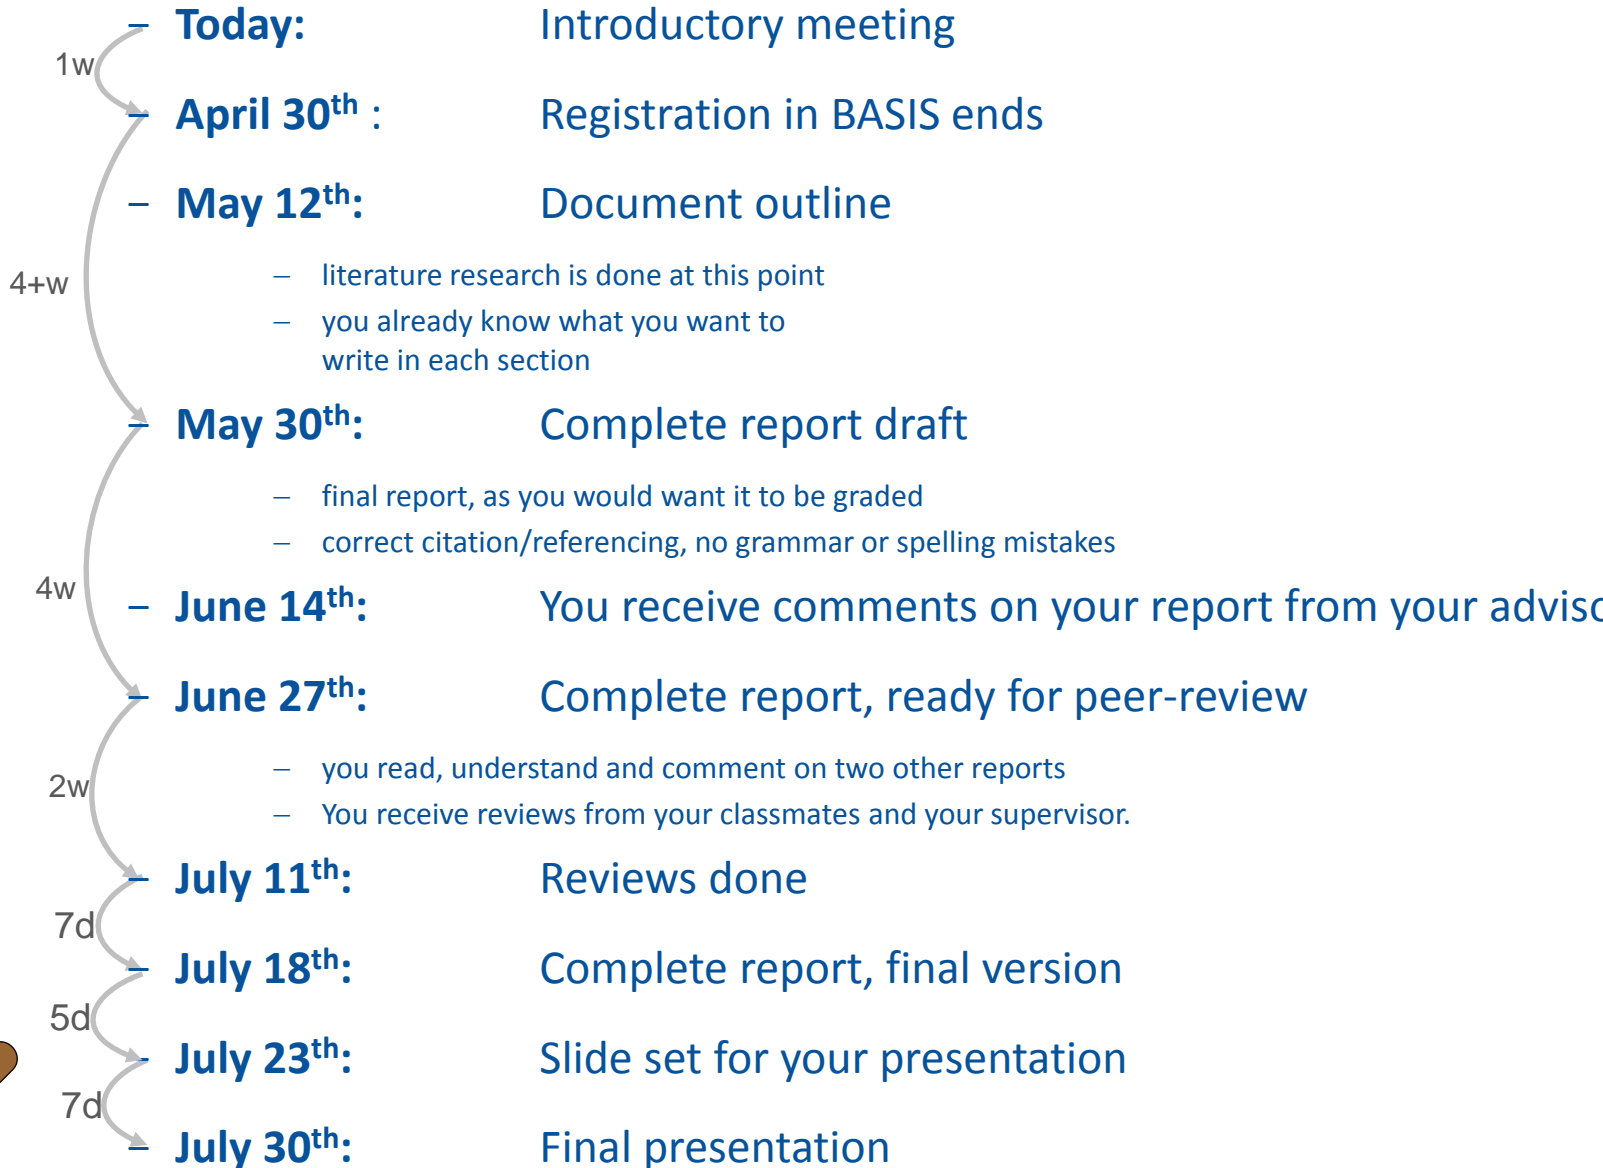 – Today: Introductory meeting
1w
– April 30th : Registration in BASIS ends
– May 12th: Document outline
4+w
– literature research is done at this point
– you already know what you want to
write in each section
– May 30th: Complete report draft
– final report, as you would want it to be graded
– correct citation/referencing, no grammar or spelling mistakes
4w
– June 14th: You receive comments on your report from your
– June 27th: Complete report, ready for peer-review
2w
– you read, understand and comment on two other reports
– You receive reviews from your classmates and your supervisor.
– July 11th: Reviews done
7d
– July 18th: Complete report, final version
5d
– July 23th: Slide set for your presentation
7d
– July 30th: Final presentation